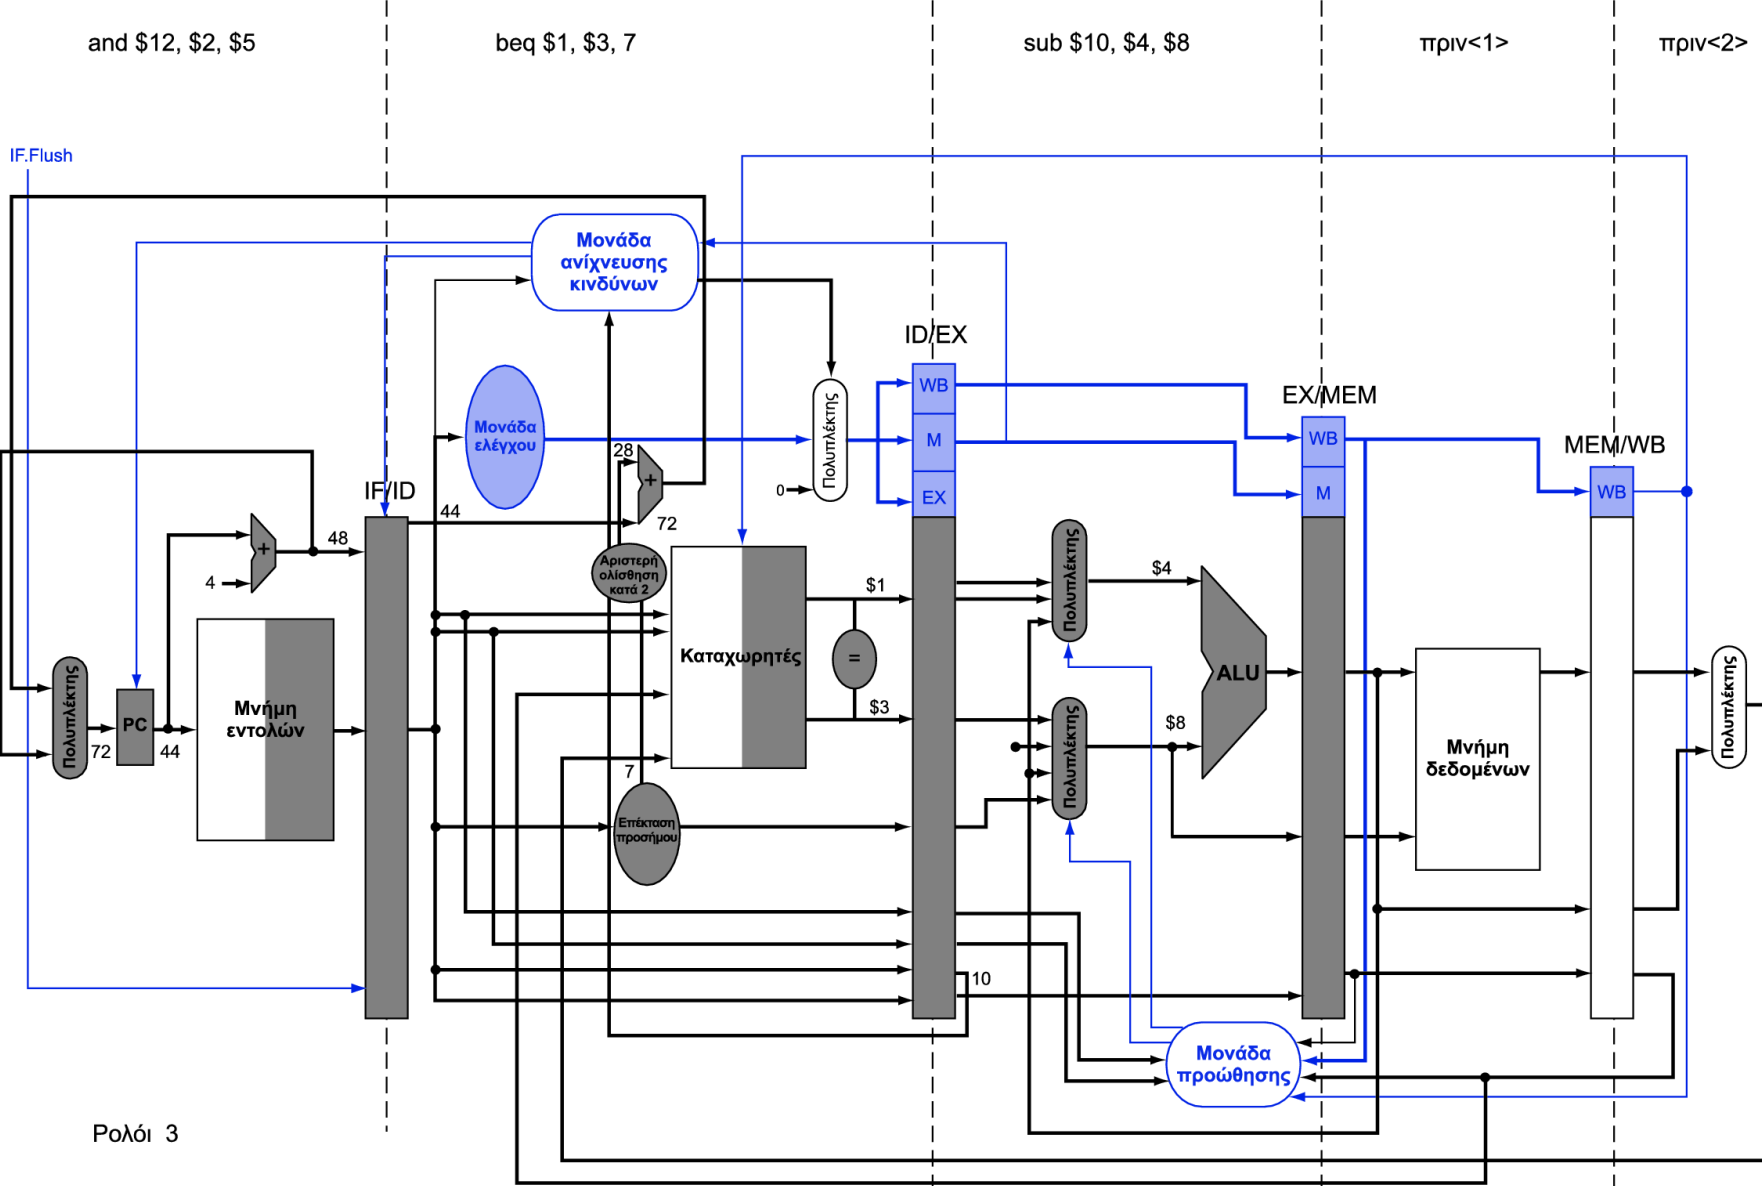 and $12, $2, $5
beq $1, $3, 7
sub $10, $4, $8
πριν<1>
πριν<2>
IF.Flush
Μονάδα
ανίχνευσης
κινδύνων
ID/EX
WB
M
EX
EX/MEM
WB
M
MEM/WB
WB
Μονάδα
ελέγχου
Πολυπλέκτης
0
28
+
72
IF/ID
44
48
+
4
Αριστερή
ολίσθηση
κατά 2
$1
$3
=
Καταχωρητές
7
Επέκταση
προσήμου
Πολυπλέκτης
72
PC
44
Μνήμη
εντολών
Πολυπλέκτης
$4
Πολυπλέκτης
$8
ALU
Μνήμη
δεδομένων
Πολυπλέκτης
10
Μονάδα
προώθησης
Ρολόι 3